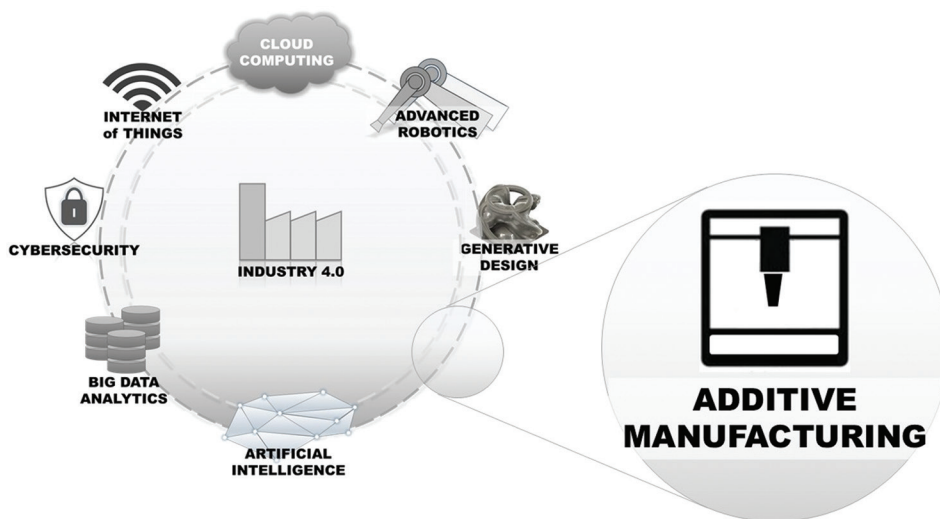 CLOUD
COMPUTING
INTERNET
of THINGS
ADVANCED
ROBOTICS
CYBERSECURITY
GENERATIVE
DESIGN
INDUSTRY 4.0
BIG DATA
ANALYTICS
ARTIFICIAL
INTELLIGENCE
ADDITIVE
MANUFACTURING